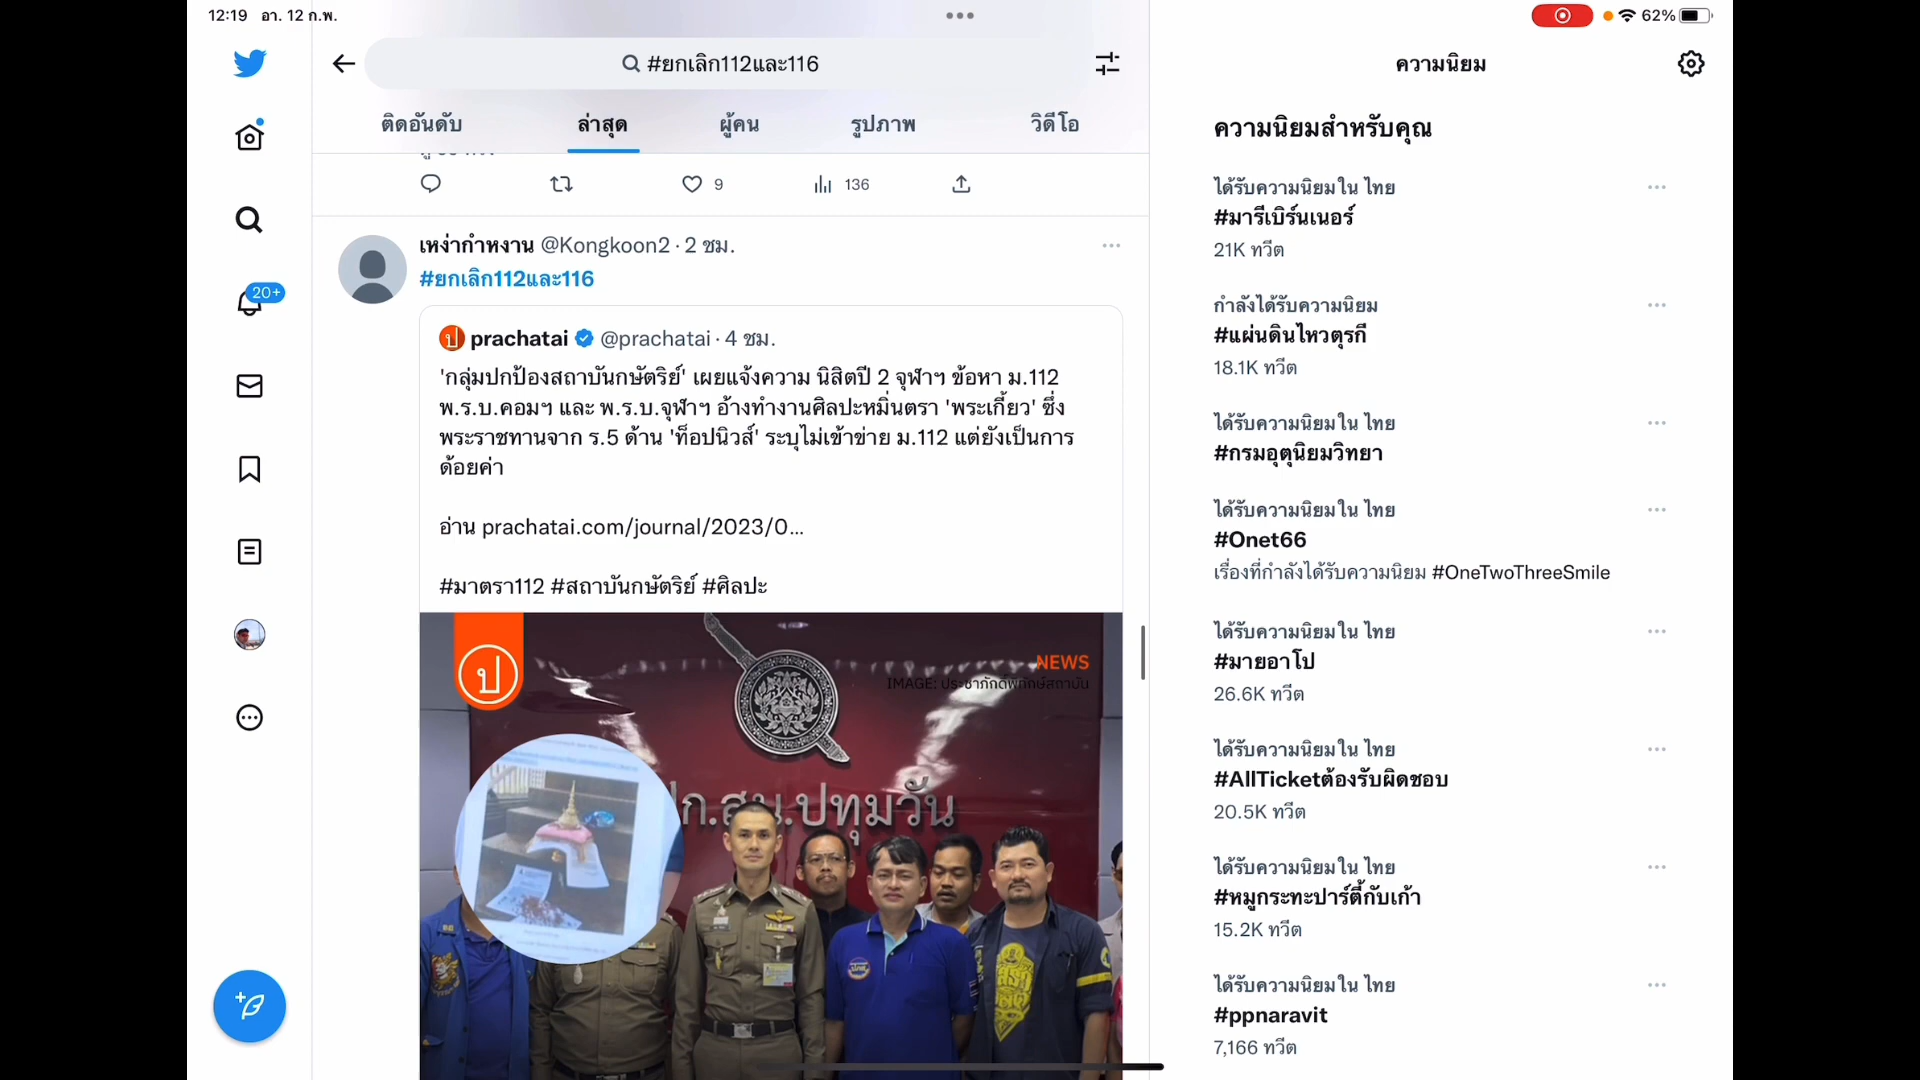 12:19 อา. 12 ก.พ.
62%
#ยกเลิก112และ116
ติดอันดับ ล่าสุด ผู้คน รูปภาพ วิดีโอ
9 136
20+
เหง่ากำหงาน @Kongkoon2 · 2 ชม.
#ยกเลิก112และ116
prachatai @prachatai · 4 ชม.
'กลุ่มปกป้องสถาบันกษัตริย์' เผยแจ้งความ นิสิตปี 2 จุฬาฯ ข้อหา ม.112
พ.ร.บ.คอมฯ และ พ.ร.บ.จุฬาฯ อ้างทำงานศิลปะหมิ่นตรา 'พระเกี้ยว' ซึ่ง
พระราชทานจาก ร.5 ด้าน 'ท็อปนิวส์' ระบุไม่เข้าข่าย ม.112 แต่ยังเป็นการ
ด้อยค่า
อ่าน prachatai.com/journal/2023/0…
#มาตรา112 #สถาบันกษัตริย์ #ศิลปะ
ป
NEWS
IMAGE: ประชาภักดิ์พิทักษ์สถาบัน
ปก.สน.ปทุมวัน
ความนิยม
ความนิยมสำหรับคุณ
ได้รับความนิยมใน ไทย
#มารีเบิร์นเนอร์
21K ทวีต
กำลังได้รับความนิยม
#แผ่นดินไหวตุรกี
18.1K ทวีต
ได้รับความนิยมใน ไทย
#กรมอุตุนิยมวิทยา
ได้รับความนิยมใน ไทย
#Onet66
เรื่องที่กำลังได้รับความนิยม #OneTwoThreeSmile
ได้รับความนิยมใน ไทย
#มายอาโป
26.6K ทวีต
ได้รับความนิยมใน ไทย
#AllTicketต้องรับผิดชอบ
20.5K ทวีต
ได้รับความนิยมใน ไทย
#หมูกระทะปาร์ตี้กับเก้า
15.2K ทวีต
ได้รับความนิยมใน ไทย
#ppnaravit
7,166 ทวีต